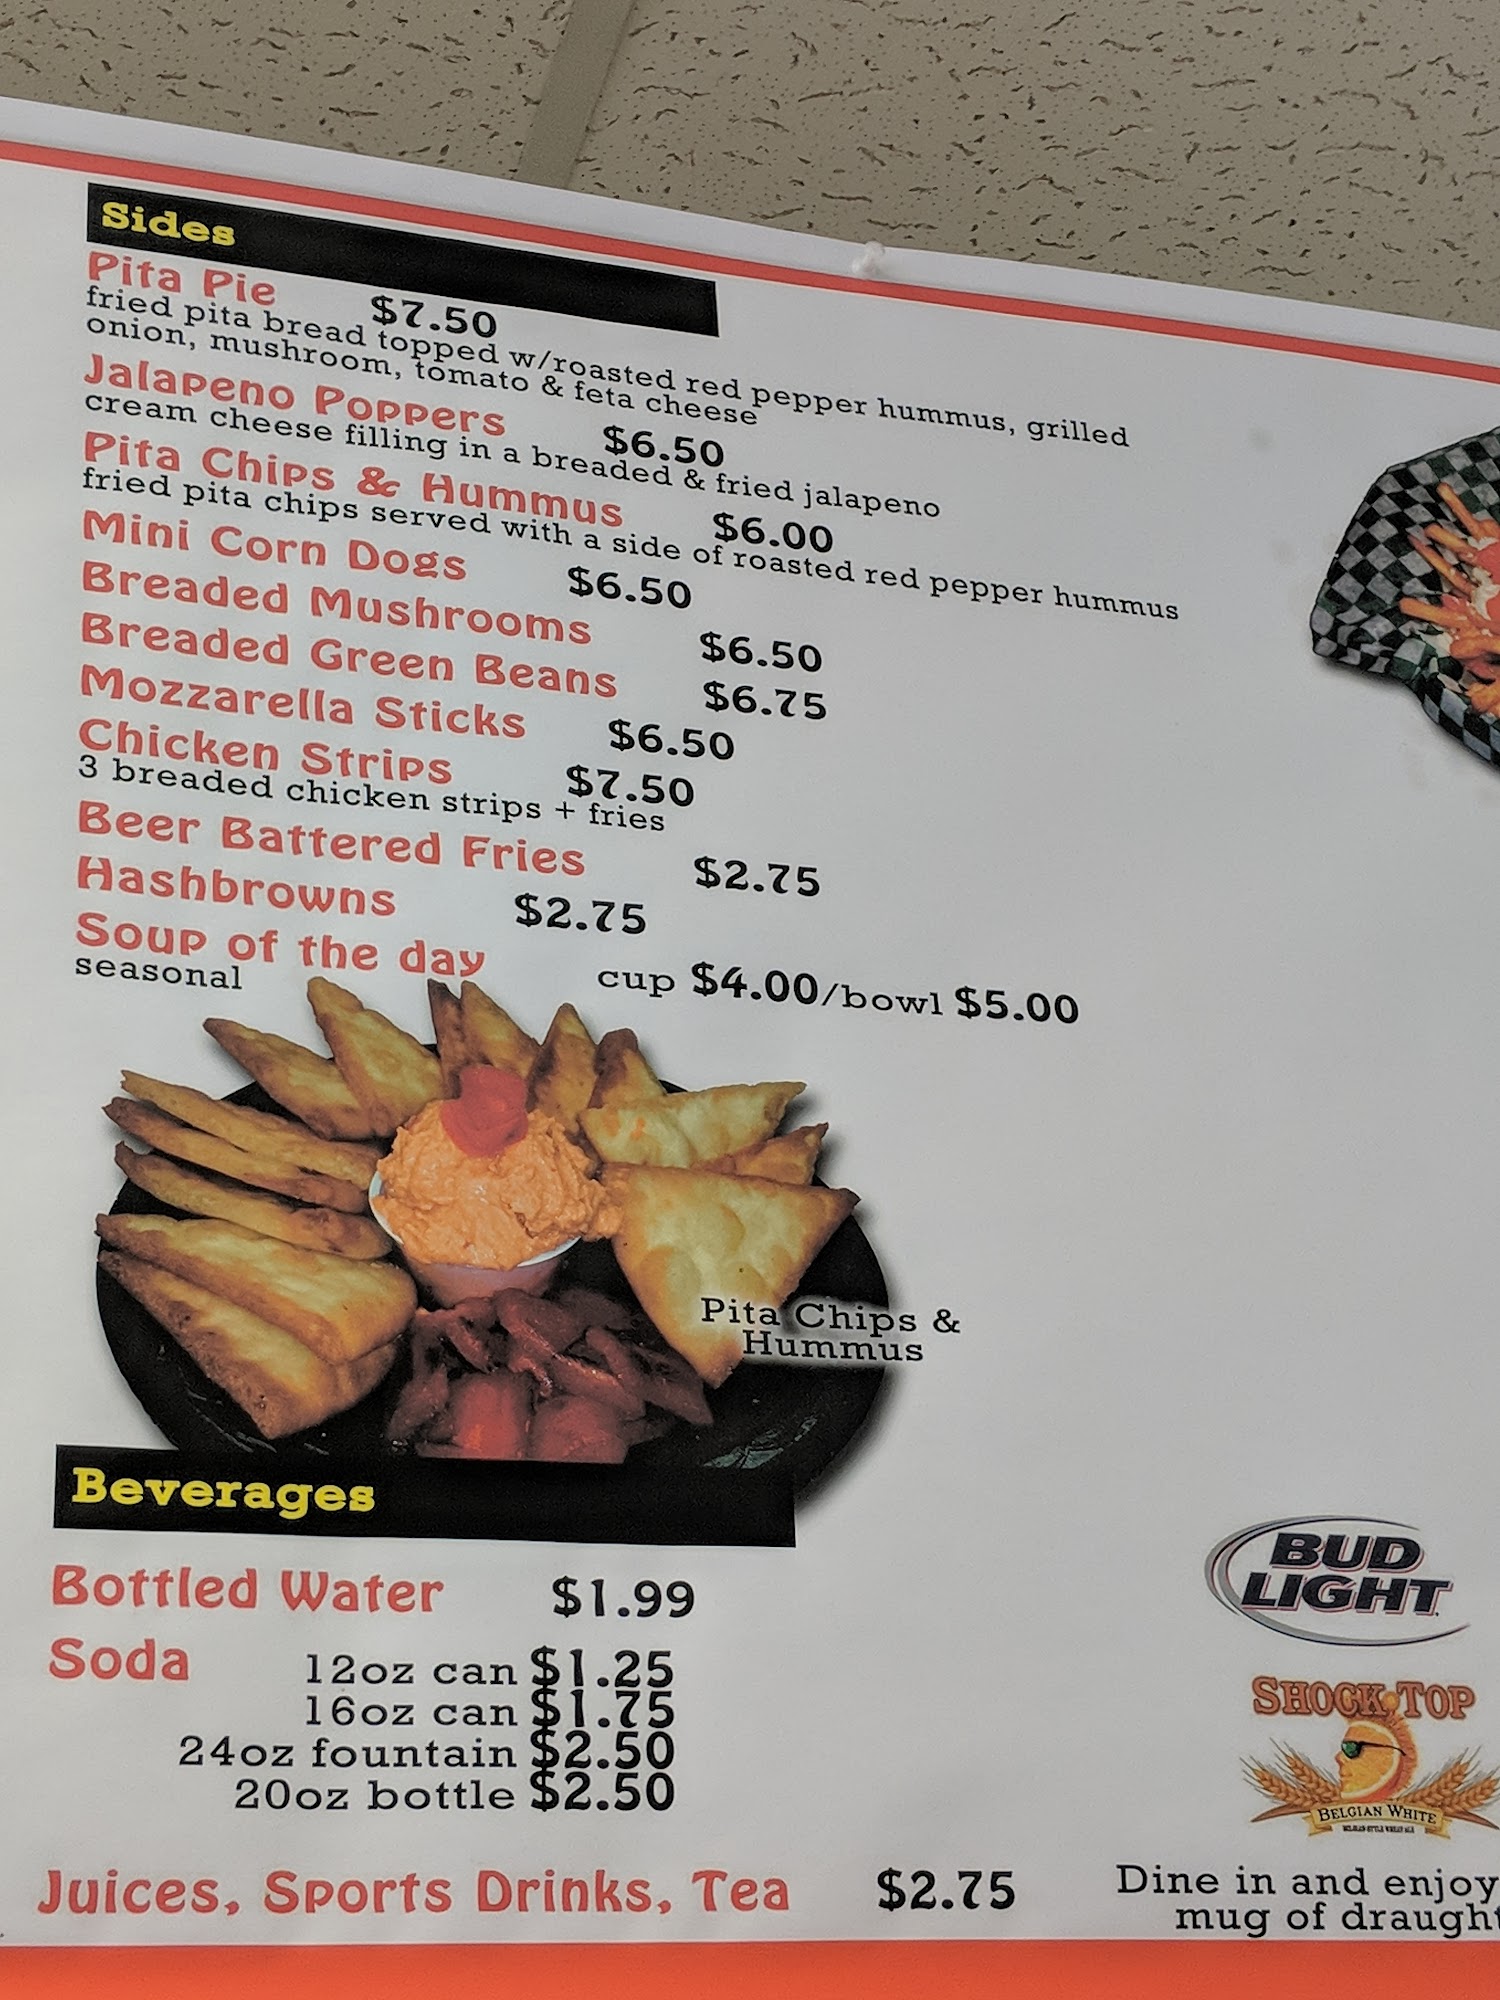 Sides
Pita Pie $7.50
fried pita bread topped w/roasted red pepper hummus, grilled
onion, mushroom, tomato & feta cheese
Jalapeno Poppers $6.50
cream cheese filling in a breaded & fried jalapeno
Pita Chips & Hummus $6.00
fried pita chips served with a side of roasted red pepper hummus
Mini Corn Dogs $6.50
Breaded Mushrooms $6.50
Breaded Green Beans $6.75
Mozzarella Sticks $6.50
Chicken Strips $7.50
3 breaded chicken strips + fries
Beer Battered Fries $2.75
Hashbrowns $2.75
Soup of the day cup $4.00/bowl $5.00
seasonal
Pita Chips &
Hummus
Beverages
Bottled Water $1.99
Soda 12oz can $1.25
16oz can $1.75
24oz fountain $2.50
20oz bottle $2.50
Juices, Sports Drinks, Tea $2.75
BUD
LIGHT
SHOCK TOP
BELGIAN WHITE
Dine in and enjoy
mug of draught